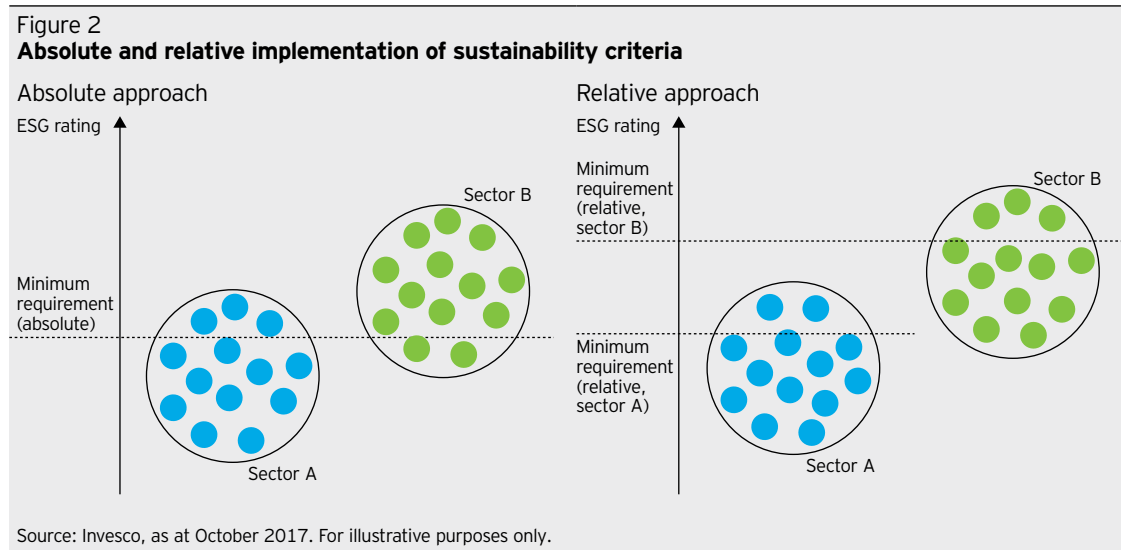 Figure 2
Absolute and relative implementation of sustainability criteria
Absolute approach
ESG rating
Sector B
Minimum
requirement
(absolute)
Sector A
Relative approach
ESG rating
Minimum
requirement
(relative,
sector B)
Sector B
Minimum
requirement
(relative,
sector A)
Sector A
Source: Invesco, as at October 2017. For illustrative purposes only.